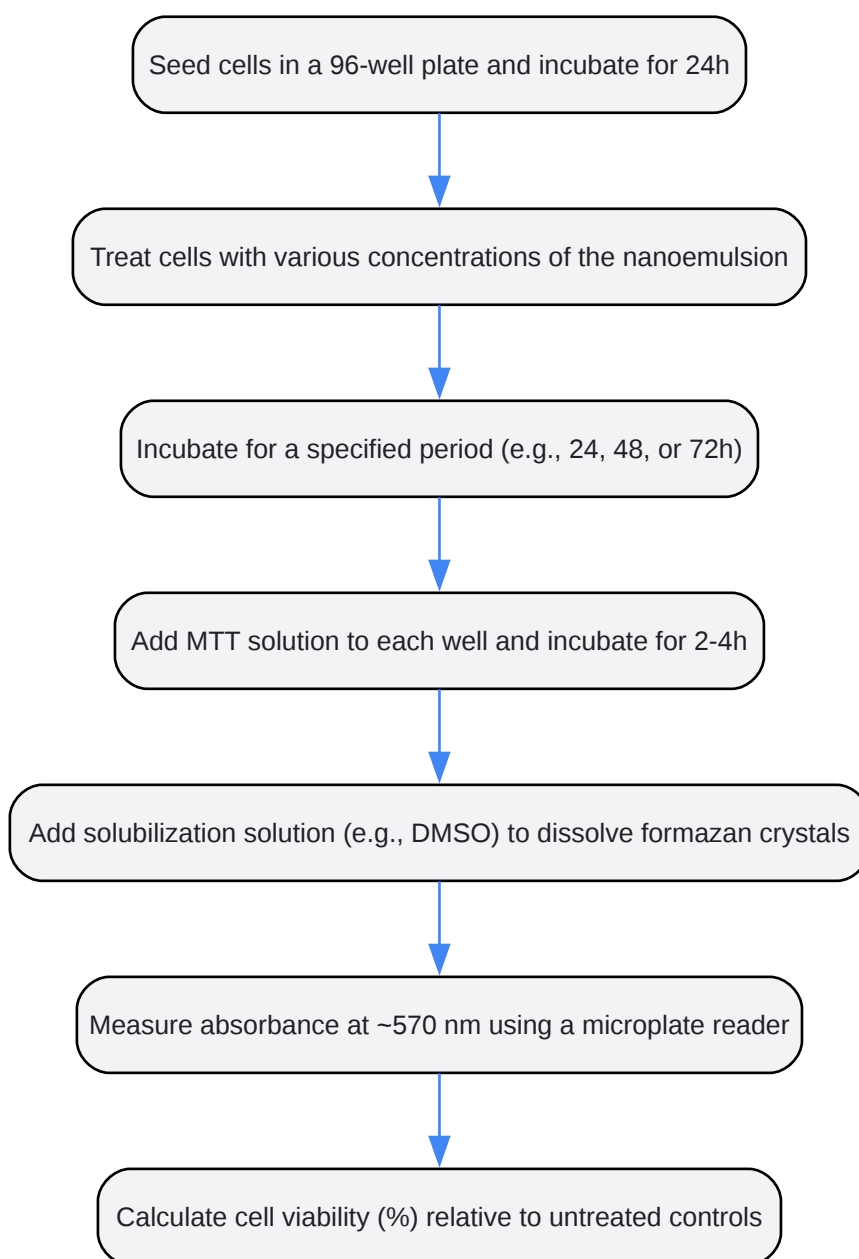 Seed cells in a 96-well plate and incubate for 24h
Treat cells with various concentrations of the nanoemulsion
Incubate for a specified period (e.g., 24, 48, or 72h)
Add MTT solution to each well and incubate for 2-4h
Add solubilization solution (e.g., DMSO) to dissolve formazan crystals
Measure absorbance at ~570 nm using a microplate reader
Calculate cell viability (%) relative to untreated controls